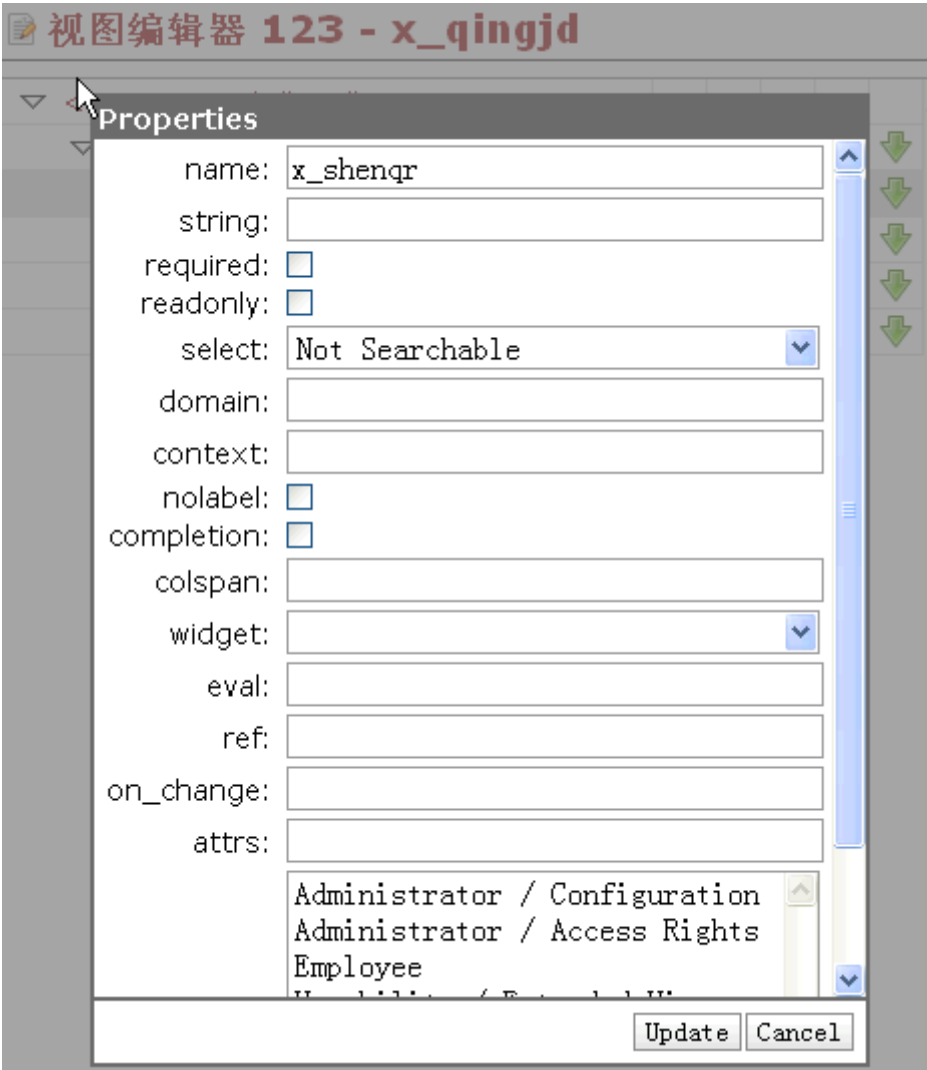 视图编辑器 123 - x_qingjd
Properties
name: x_shenqr
string:
required:
readonly:
select: Not Searchable
domain:
context:
nolabel:
completion:
colspan:
widget:
eval:
ref:
on_change:
attrs:
Administrator / Configuration
Administrator / Access Rights
Employee
Update Cancel